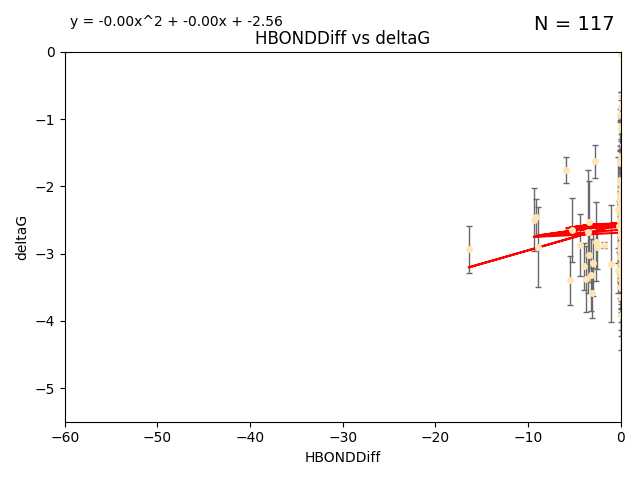 y = -0.00x^2 + -0.00x + -2.56
N = 117
HBONDDiff vs deltaG
0
−1
−2
−3
−4
−5
deltaG
−60 −50 −40 −30 −20 −10 0
HBONDDiff